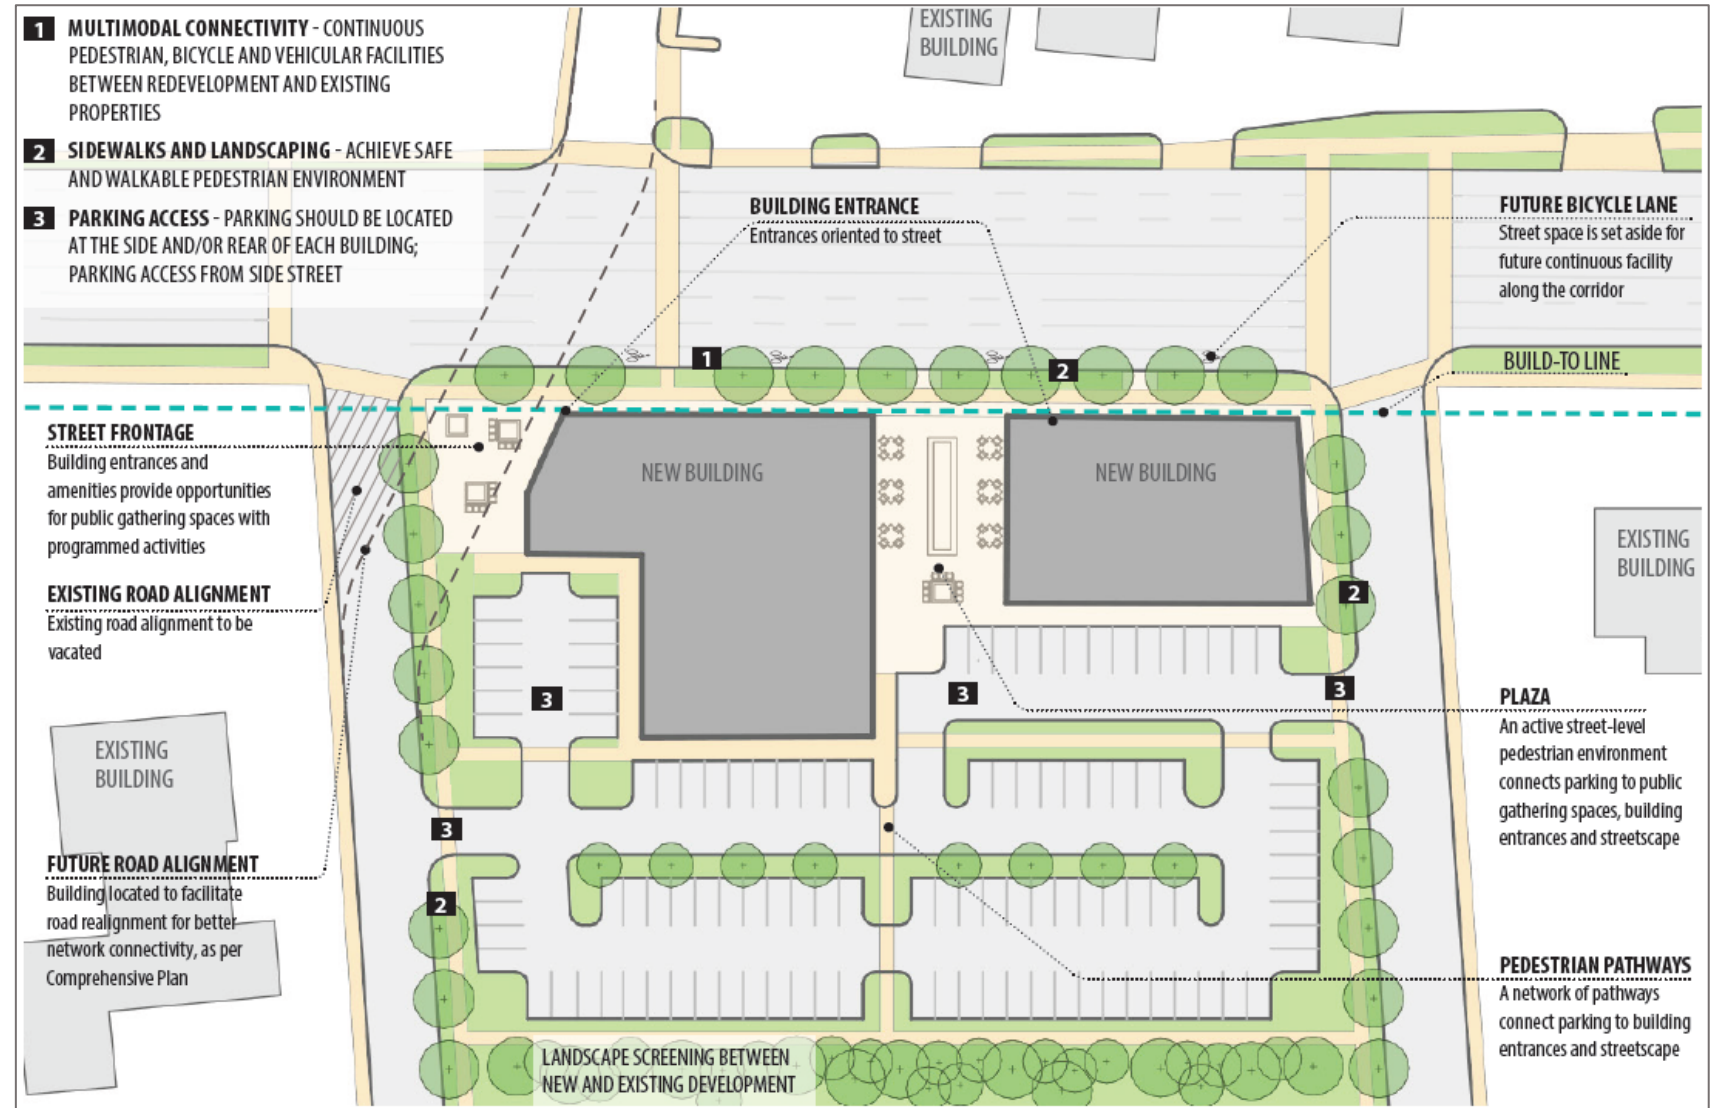 1 MULTIMODAL CONNECTIVITY - CONTINUOUS
PEDESTRIAN, BICYCLE AND VEHICULAR FACILITIES
BETWEEN REDEVELOPMENT AND EXISTING
PROPERTIES
2 SIDEWALKS AND LANDSCAPING - ACHIEVE SAFE
AND WALKABLE PEDESTRIAN ENVIRONMENT
3 PARKING ACCESS - PARKING SHOULD BE LOCATED
AT THE SIDE AND/OR REAR OF EACH BUILDING;
PARKING ACCESS FROM SIDE STREET
EXISTING
BUILDING
BUILDING ENTRANCE
Entrances oriented to street
FUTURE BICYCLE LANE
Street space is set aside for
future continuous facility
along the corridor
1
2
BUILD-TO LINE
STREET FRONTAGE
Building entrances and
amenities provide opportunities
for public gathering spaces with
programmed activities
NEW BUILDING
NEW BUILDING
EXISTING
BUILDING
EXISTING ROAD ALIGNMENT
Existing road alignment to be
vacated
2
3
3
3
PLAZA
An active street-level
pedestrian environment
connects parking to public
gathering spaces, building
entrances and streetscape
EXISTING
BUILDING
3
FUTURE ROAD ALIGNMENT
Building located to facilitate
road realignment for better
network connectivity, as per
Comprehensive Plan
2
PEDESTRIAN PATHWAYS
A network of pathways
connect parking to building
entrances and streetscape
LANDSCAPE SCREENING BETWEEN
NEW AND EXISTING DEVELOPMENT